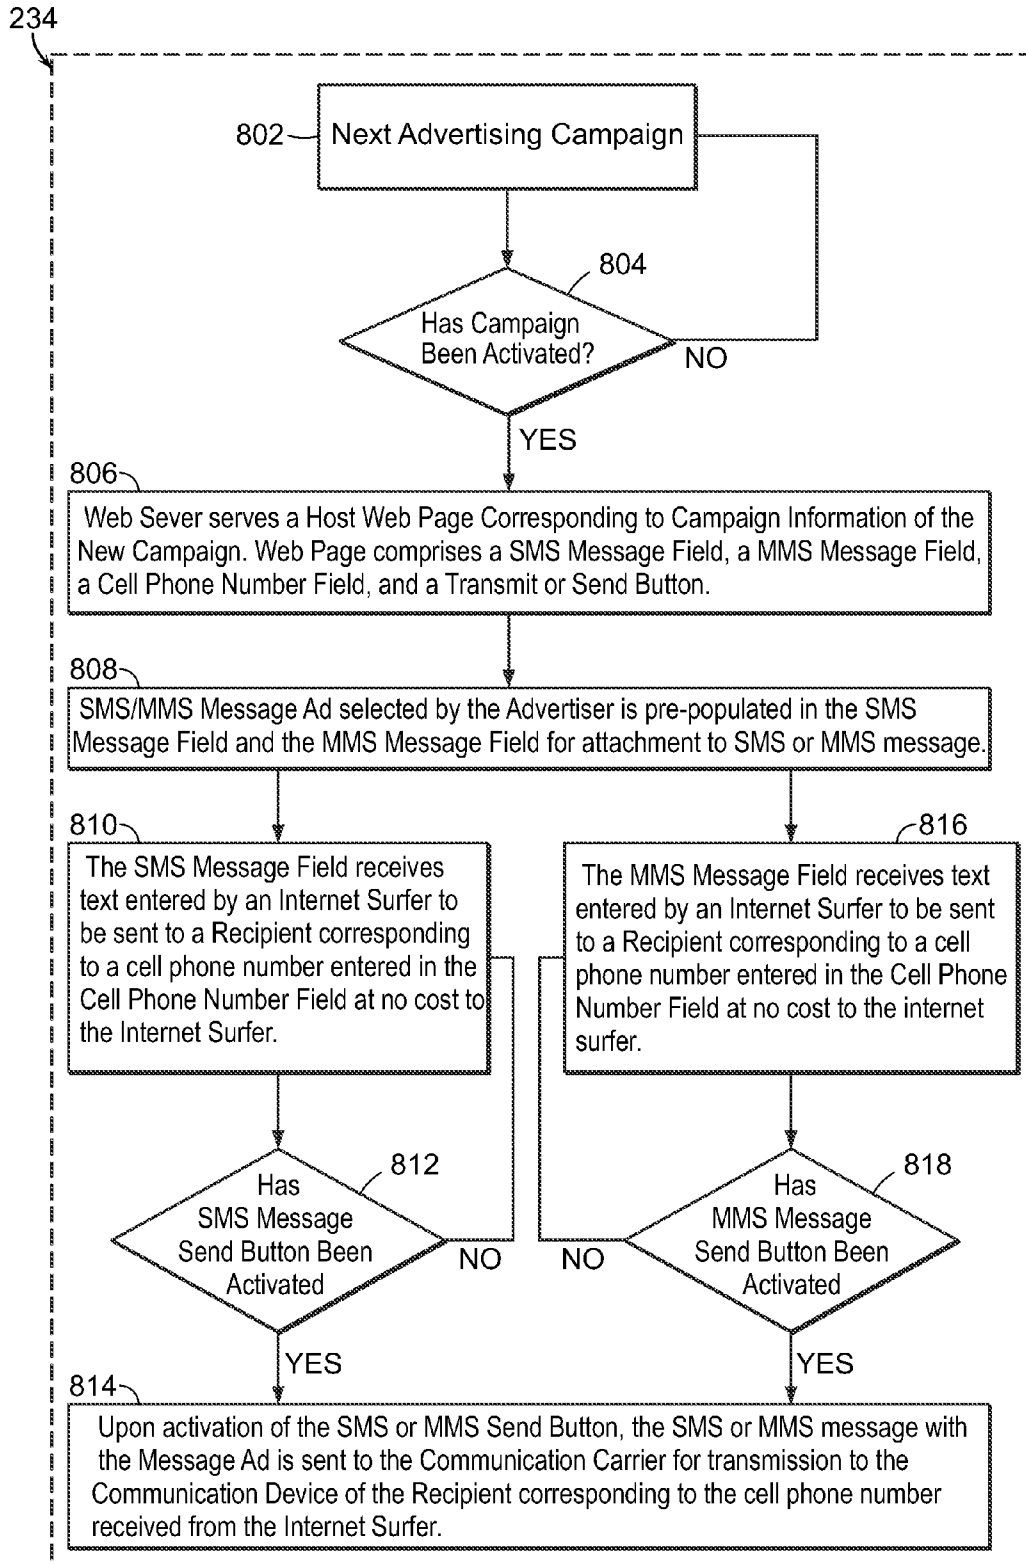 234
802
Next Advertising Campaign
804
Has Campaign
Been Activated?
NO
YES
806
Web Sever serves a Host Web Page Corresponding to Campaign Information of the
New Campaign. Web Page comprises a SMS Message Field, a MMS Message Field,
a Cell Phone Number Field, and a Transmit or Send Button.
808
SMS/MMS Message Ad selected by the Advertiser is pre-populated in the SMS
Message Field and the MMS Message Field for attachment to SMS or MMS message.
810
The SMS Message Field receives
text entered by an Internet Surfer to
be sent to a Recipient corresponding
to a cell phone number entered in the
Cell Phone Number Field at no cost to
the Internet Surfer.
816
The MMS Message Field receives text
entered by an Internet Surfer to be sent
to a Recipient corresponding to a cell
phone number entered in the Cell Phone
Number Field at no cost to the internet
surfer.
812
Has
SMS Message
Send Button Been
Activated
NO
YES
818
Has
MMS Message
Send Button Been
Activated
NO
YES
814
Upon activation of the SMS or MMS Send Button, the SMS or MMS message with
the Message Ad is sent to the Communication Carrier for transmission to the
Communication Device of the Recipient corresponding to the cell phone number
received from the Internet Surfer.